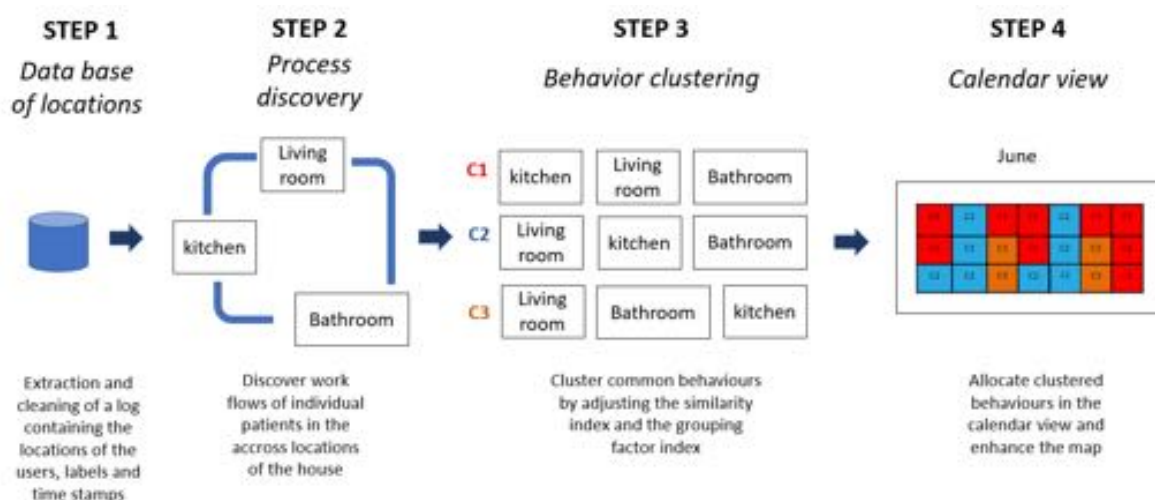 STEP 1
Data base
of locations
Extraction and
cleaning of a log
containing the
locations of the
users, labels and
time stamps
STEP 2
Process
discovery
Living
room
kitchen
Bathroom
Discover work
flows of individual
patients in the
accross locations
of the house
STEP 3
Behavior clustering
C1
kitchen
Living
room
Bathroom
C2
Living
room
kitchen
Bathroom
C3
Living
room
Bathroom
kitchen
Cluster common behaviours
by adjusting the similarity
index and the grouping
factor index
STEP 4
Calendar view
June
Allocate clustered
behaviours in the
calendar view and
enhance the map